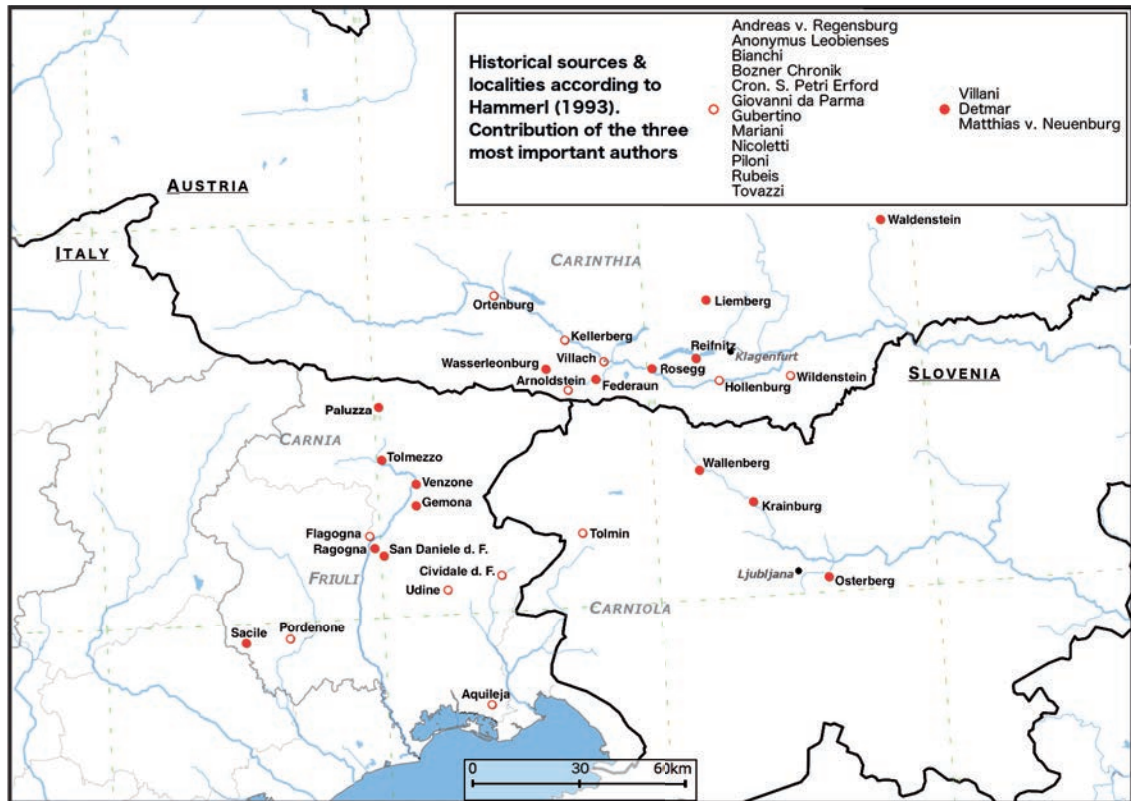 Historical sources &
localities according to
Hammerl (1993).
Contribution of the three
most important authors
Andreas v. Regensburg
Anonymus Leobienses
Bianchi
Bozner Chronik
Cron. S. Petri Erford
Giovanni da Parma
Gubertino
Mariani
Nicoletti
Piloni
Rubeis
Tovazzi
Villani
Detmar
Matthias v. Neuenburg
AUSTRIA
ITALY
Waldenstein
CARINTHIA
Ortenburg
Liemberg
Kellerberg
Reifnitz
Klagenfurt
Villach
Wasserleonburg
Rosegg
Arnoldstein
Federaun
Hollenburg
Wildenstein
SLOVENIA
Paluzza
CARNIA
Tolmezzo
Wallenberg
Venzone
Gemona
Krainburg
Flagogna
Tolmin
Ragogna
San Daniele d. F.
Cividale d. F.
Ljubljana
FRIULI
Udine
Osterberg
CARNIOLA
Sacile
Pordenone
Aquileja
0 30 60km